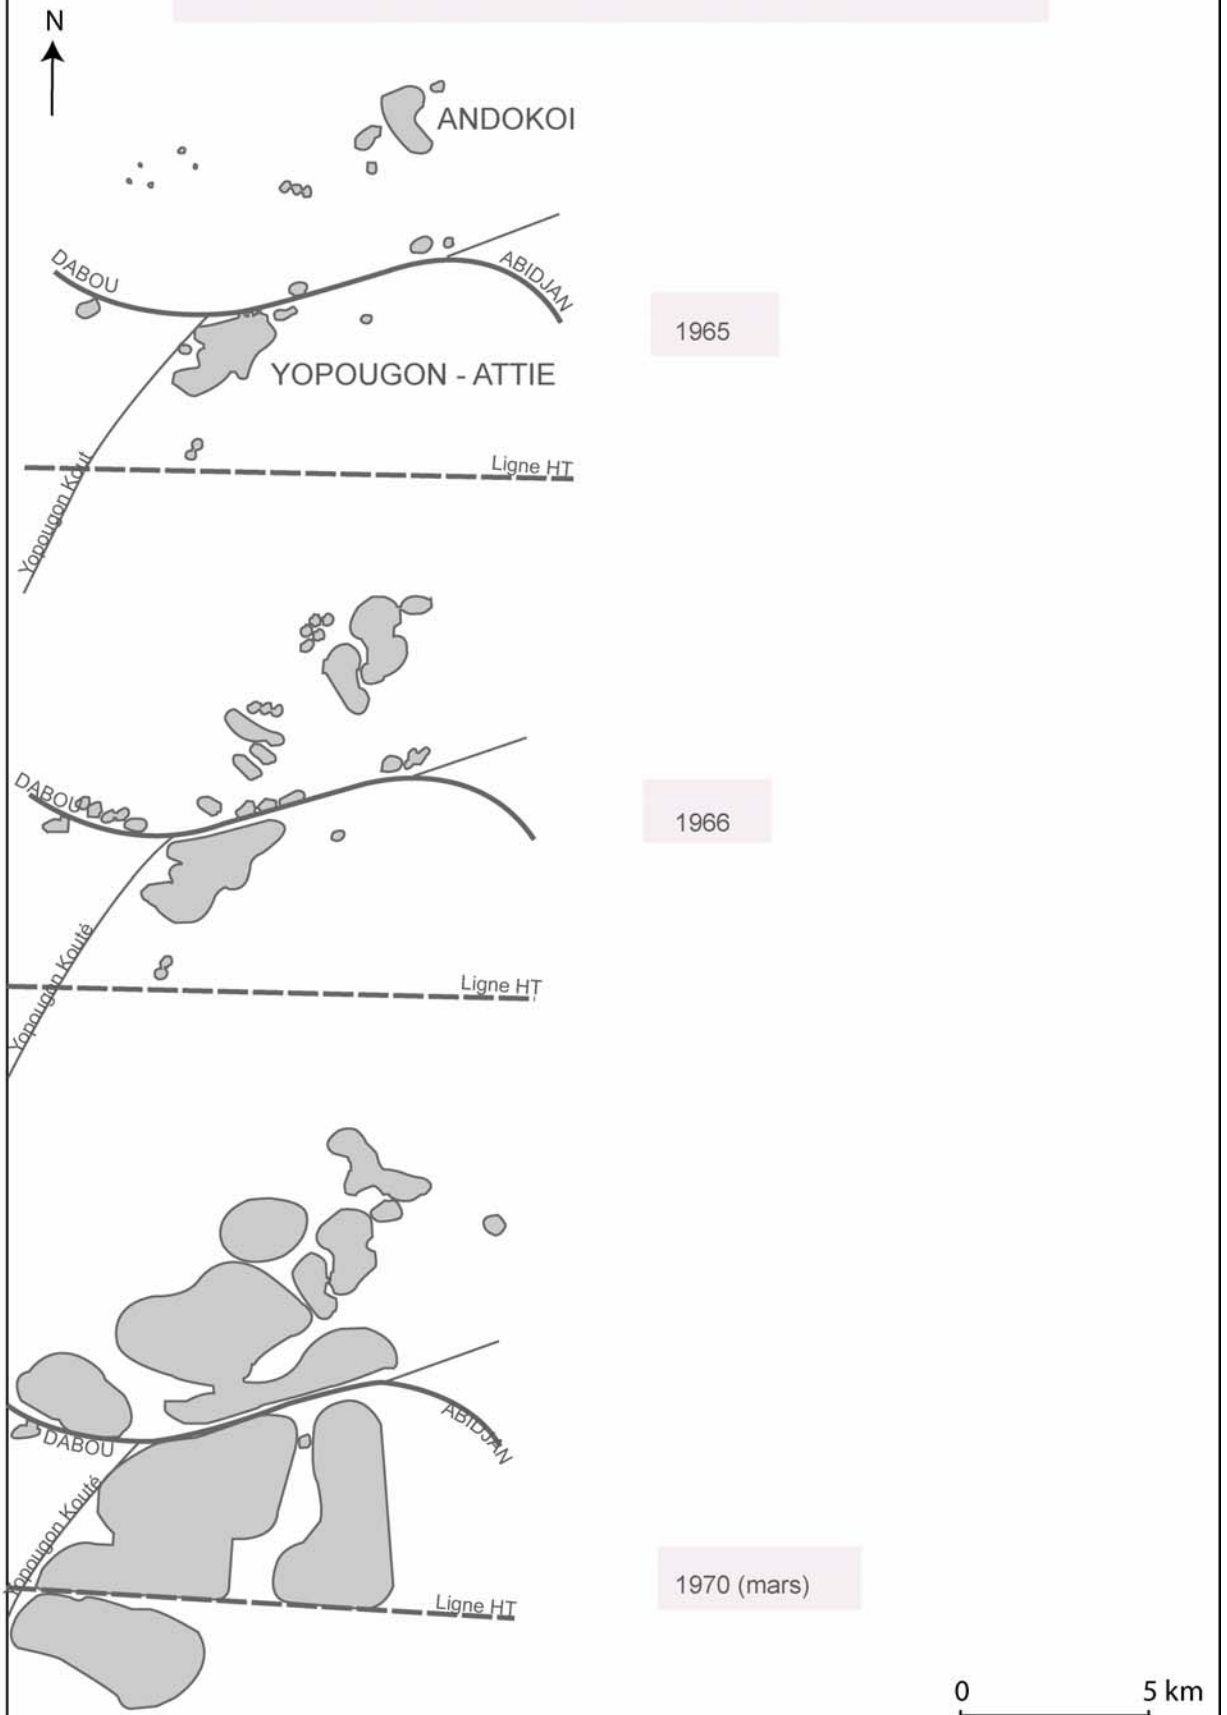 N
ANDOKOI
DABOU
ABIDJAN
1965
YOPOUGON - ATTIE
Ligne HT
Yopougon Kout
DABOU
1966
Yopougon Kouté
Ligne HT
DABOU
ABIDJAN
Yopougon Kouté
1970 (mars)
Ligne HT
0 5 km